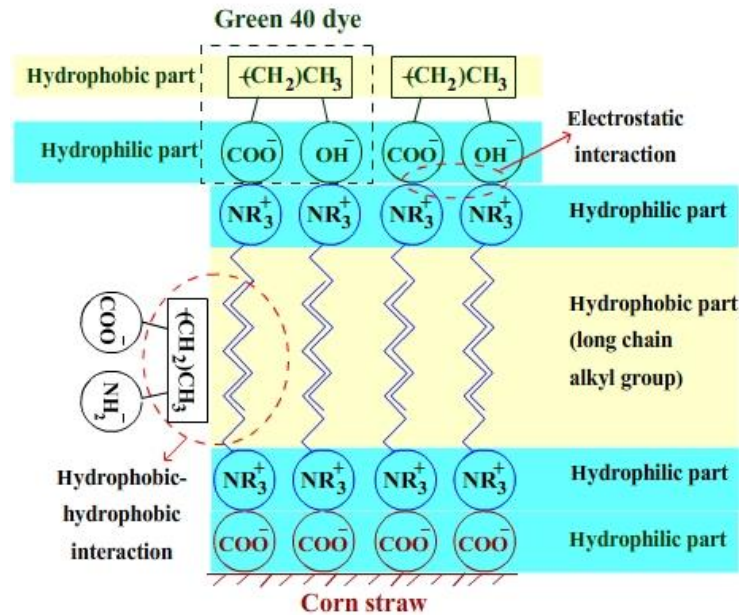 Green 40 dye
Hydrophobic part
(CH₂)CH₃ (CH₂)CH₃
Electrostatic
interaction
Hydrophilic part
COO⁻ OH⁻ COO⁻ OH⁻
NR₃⁺ NR₃⁺ NR₃⁺ NR₃⁺
Hydrophilic part
COO⁻
NH₂⁻
(CH₂)CH₃
Hydrophobic part
(long chain
alkyl group)
Hydrophobic-
hydrophobic
interaction
NR₃⁺ NR₃⁺ NR₃⁺ NR₃⁺
Hydrophilic part
COO⁻ COO⁻ COO⁻ COO⁻
Hydrophilic part
Corn straw